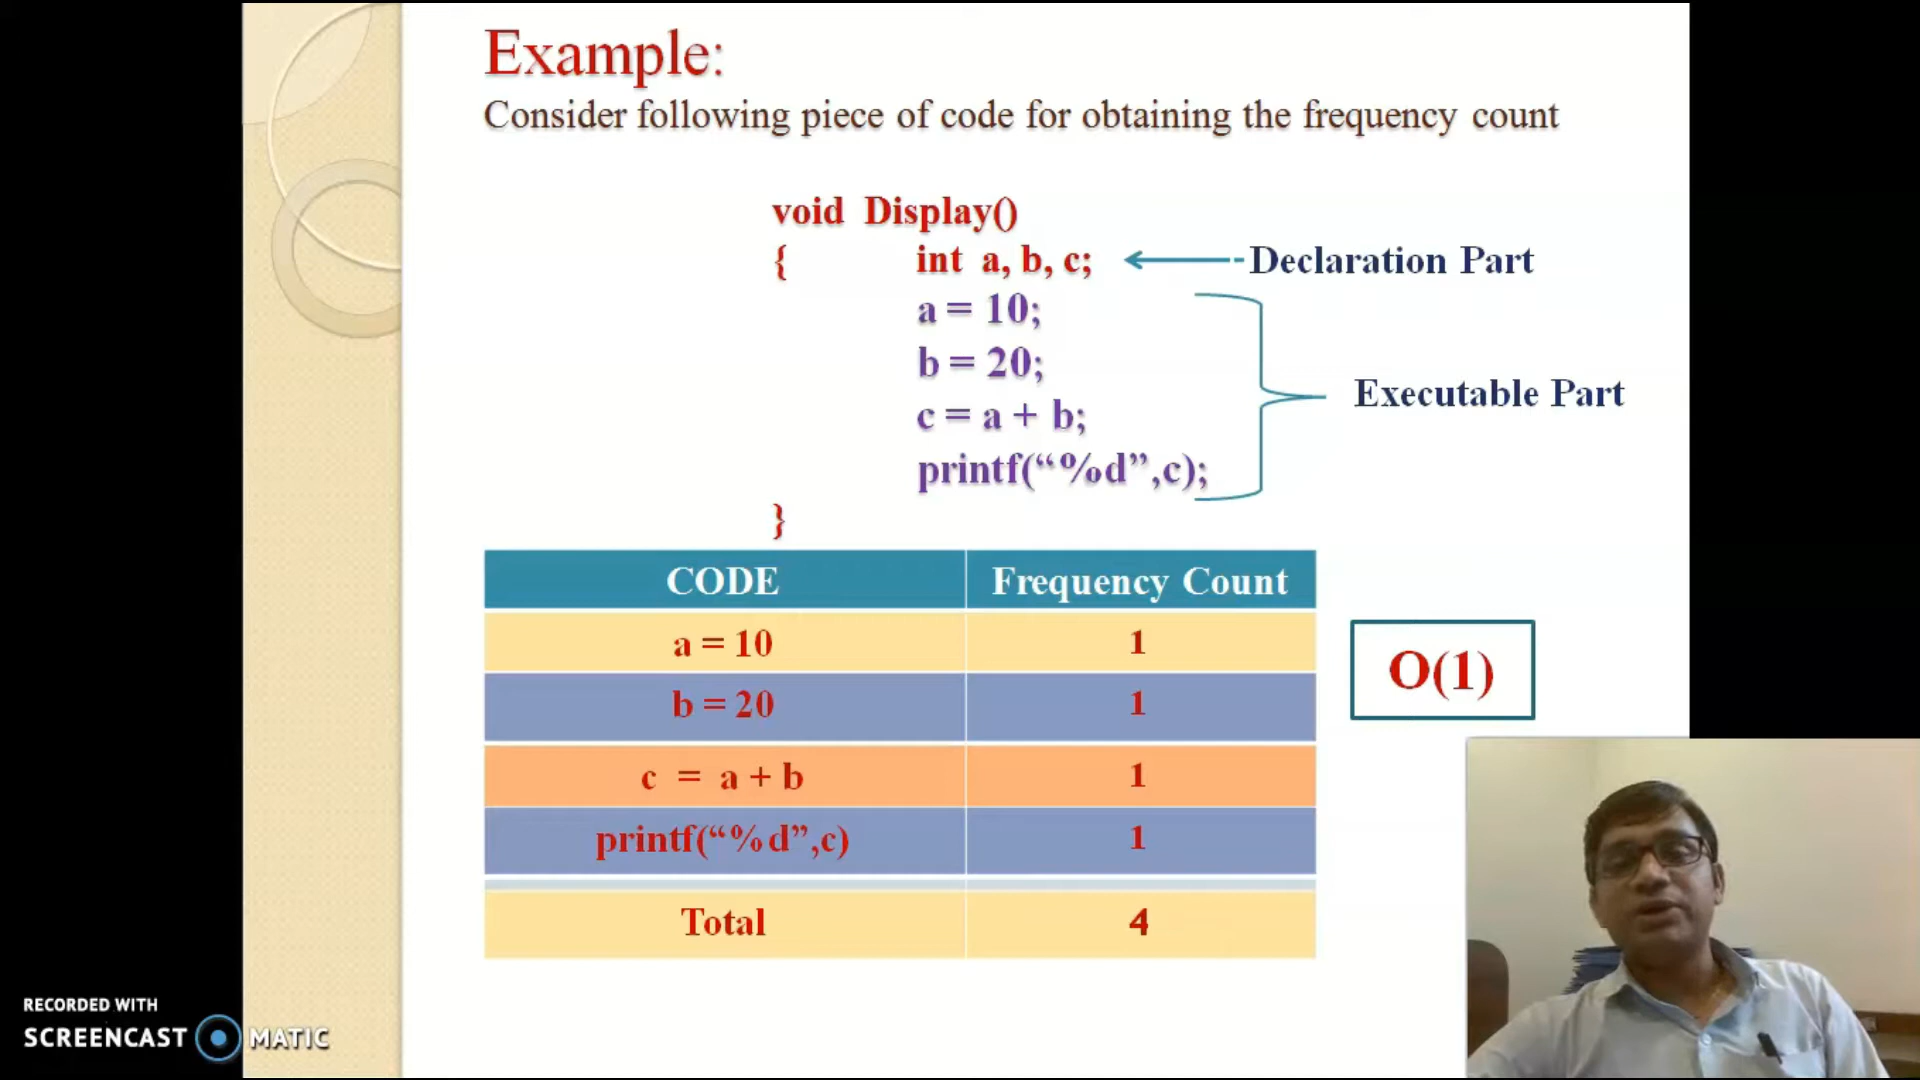 Example:
Consider following piece of code for obtaining the frequency count
void Display()
{ int a, b, c; Declaration Part
a = 10;
b = 20;
c = a + b;
printf(“%d”,c);
Executable Part
}
CODE Frequency Count
a = 10 1
b = 20 1
c = a + b 1
printf(“%d”,c) 1
Total 4
O(1)
RECORDED WITH
SCREENCAST MATIC